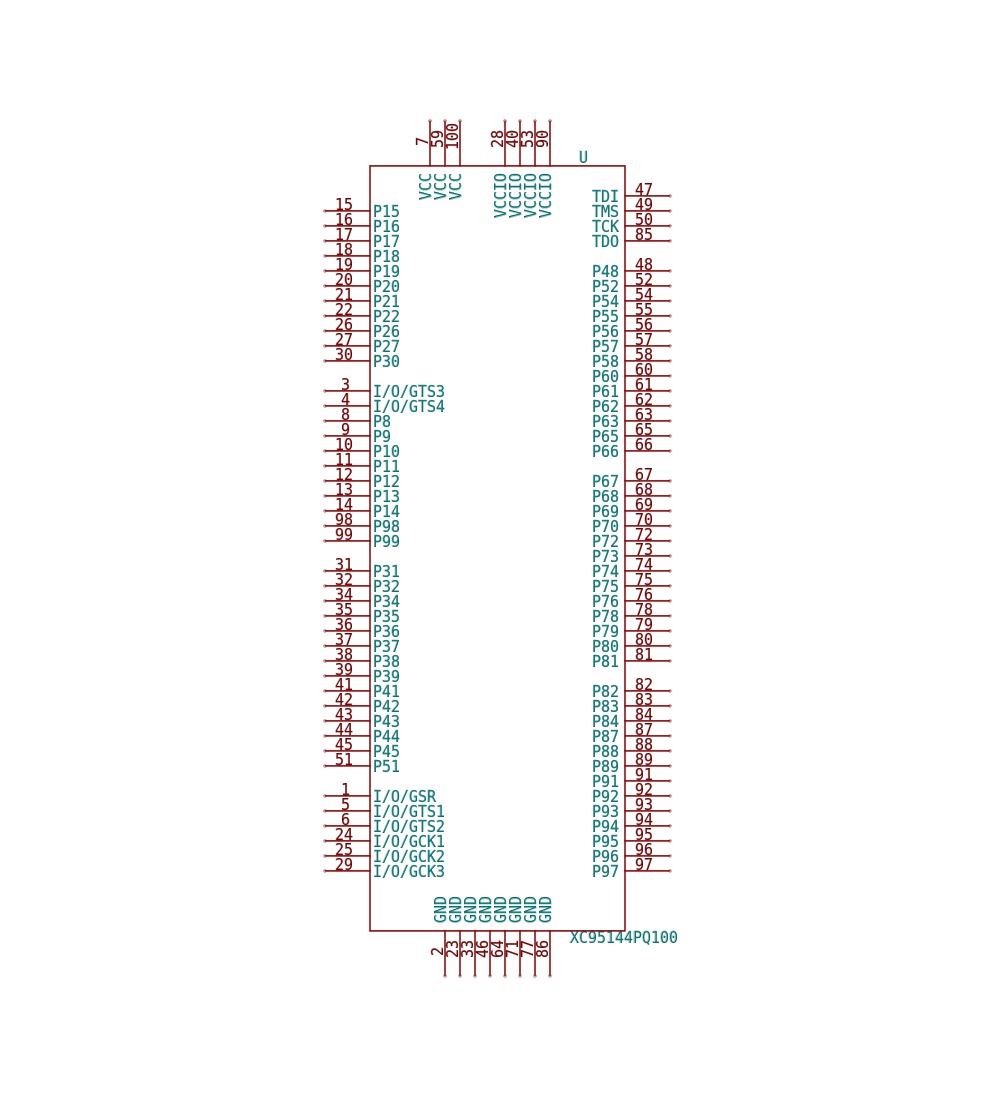 7 59 100 28 40 53 90
U
VCC VCC VCC VCCIO VCCIO VCCIO VCCIO
TDI 47
TMS 49
TCK 50
TDO 85
15 P15
16 P16
17 P17
18 P18
19 P19
20 P20
21 P21
22 P22
26 P26
27 P27
30 P30
3 I/O/GTS3
4 I/O/GTS4
8 P8
9 P9
10 P10
11 P11
12 P12
13 P13
14 P14
98 P98
99 P99
31 P31
32 P32
34 P34
35 P35
36 P36
37 P37
38 P38
39 P39
41 P41
42 P42
43 P43
44 P44
45 P45
51 P51
1 I/O/GSR
5 I/O/GTS1
6 I/O/GTS2
24 I/O/GCK1
25 I/O/GCK2
29 I/O/GCK3
P48 48
P52 52
P54 54
P55 55
P56 56
P57 57
P58 58
P60 60
P61 61
P62 62
P63 63
P65 65
P66 66
P67 67
P68 68
P69 69
P70 70
P72 72
P73 73
P74 74
P75 75
P76 76
P78 78
P79 79
P80 80
P81 81
P82 82
P83 83
P84 84
P87 87
P88 88
P89 89
P91 91
P92 92
P93 93
P94 94
P95 95
P96 96
P97 97
GND GND GND GND GND GND GND GND
XC95144PQ100
2 23 33 46 64 71 77 86